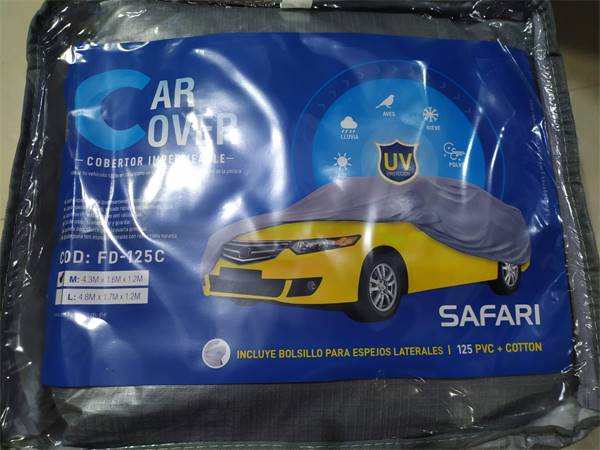 CAR
COVER
COBERTOR IMPERMEABLE
COD: FD-125C
M: 4.3M x 1.6M x 1.2M
L: 4.8M x 1.7M x 1.2M
AVES
LLUVIA
NIEVE
POLVO
UV
PROTECCION
SAFARI
INCLUYE BOLSILLO PARA ESPEJOS LATERALES | 125 PVC + COTTON